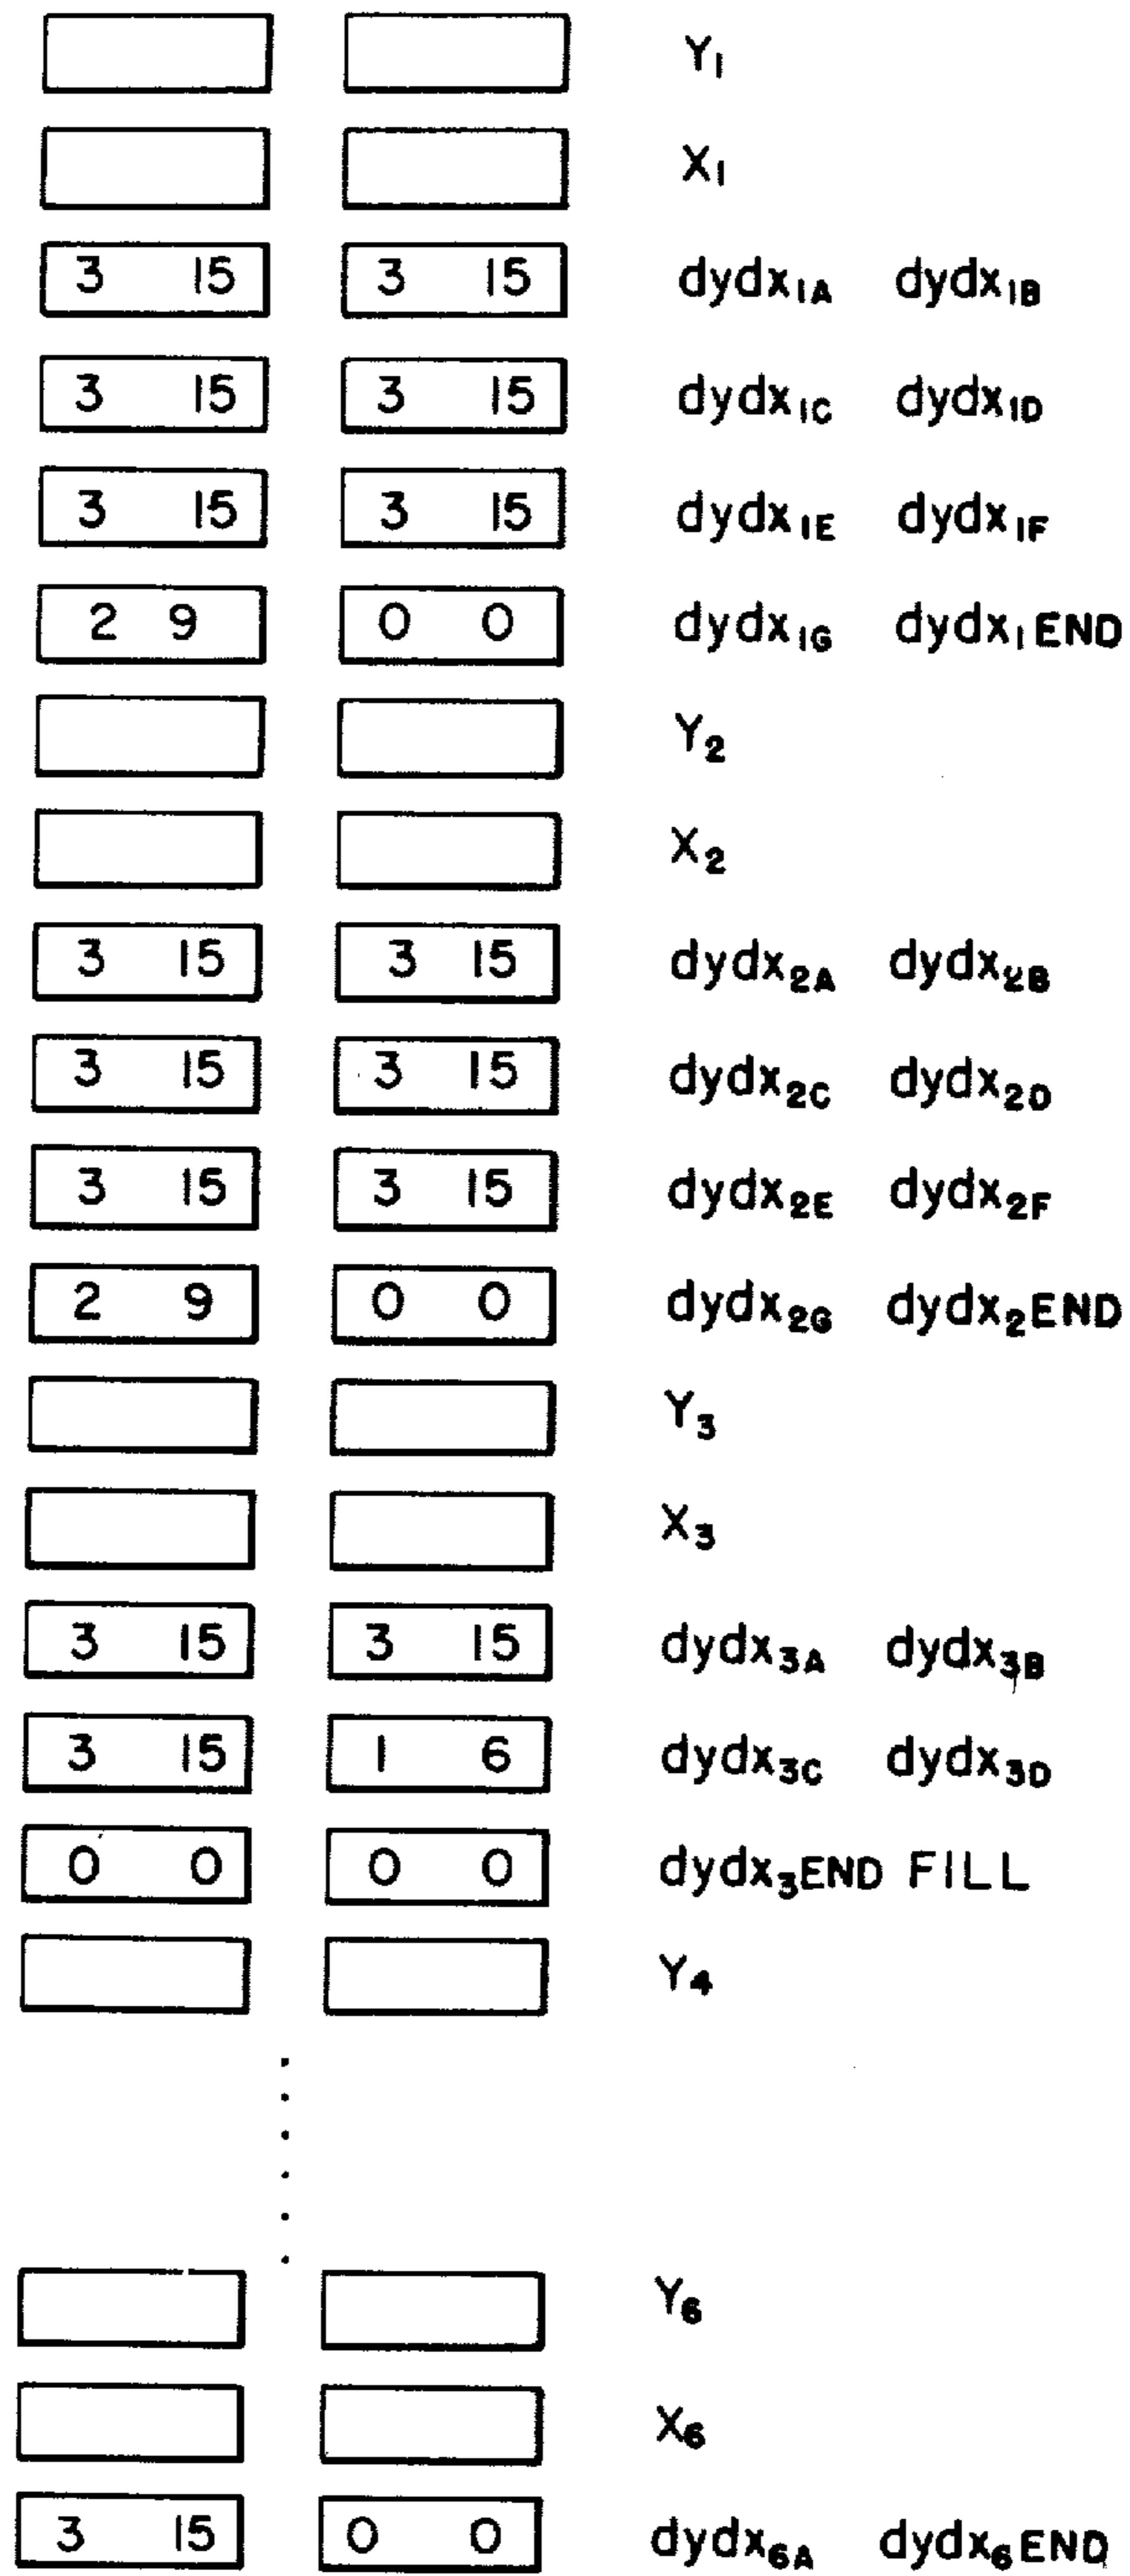 Y₁
X₁
3 15 3 15 dydx₁A dydx₁B
3 15 3 15 dydx₁C dydx₁D
3 15 3 15 dydx₁E dydx₁F
2 9 0 0 dydx₁G dydx₁END
Y₂
X₂
3 15 3 15 dydx₂A dydx₂B
3 15 3 15 dydx₂C dydx₂D
3 15 3 15 dydx₂E dydx₂F
2 9 0 0 dydx₂G dydx₂END
Y₃
X₃
3 15 3 15 dydx₃A dydx₃B
3 15 1 6 dydx₃C dydx₃D
0 0 0 0 dydx₃END FILL
Y₄
Y₆
X₆
3 15 0 0 dydx₆A dydx₆END